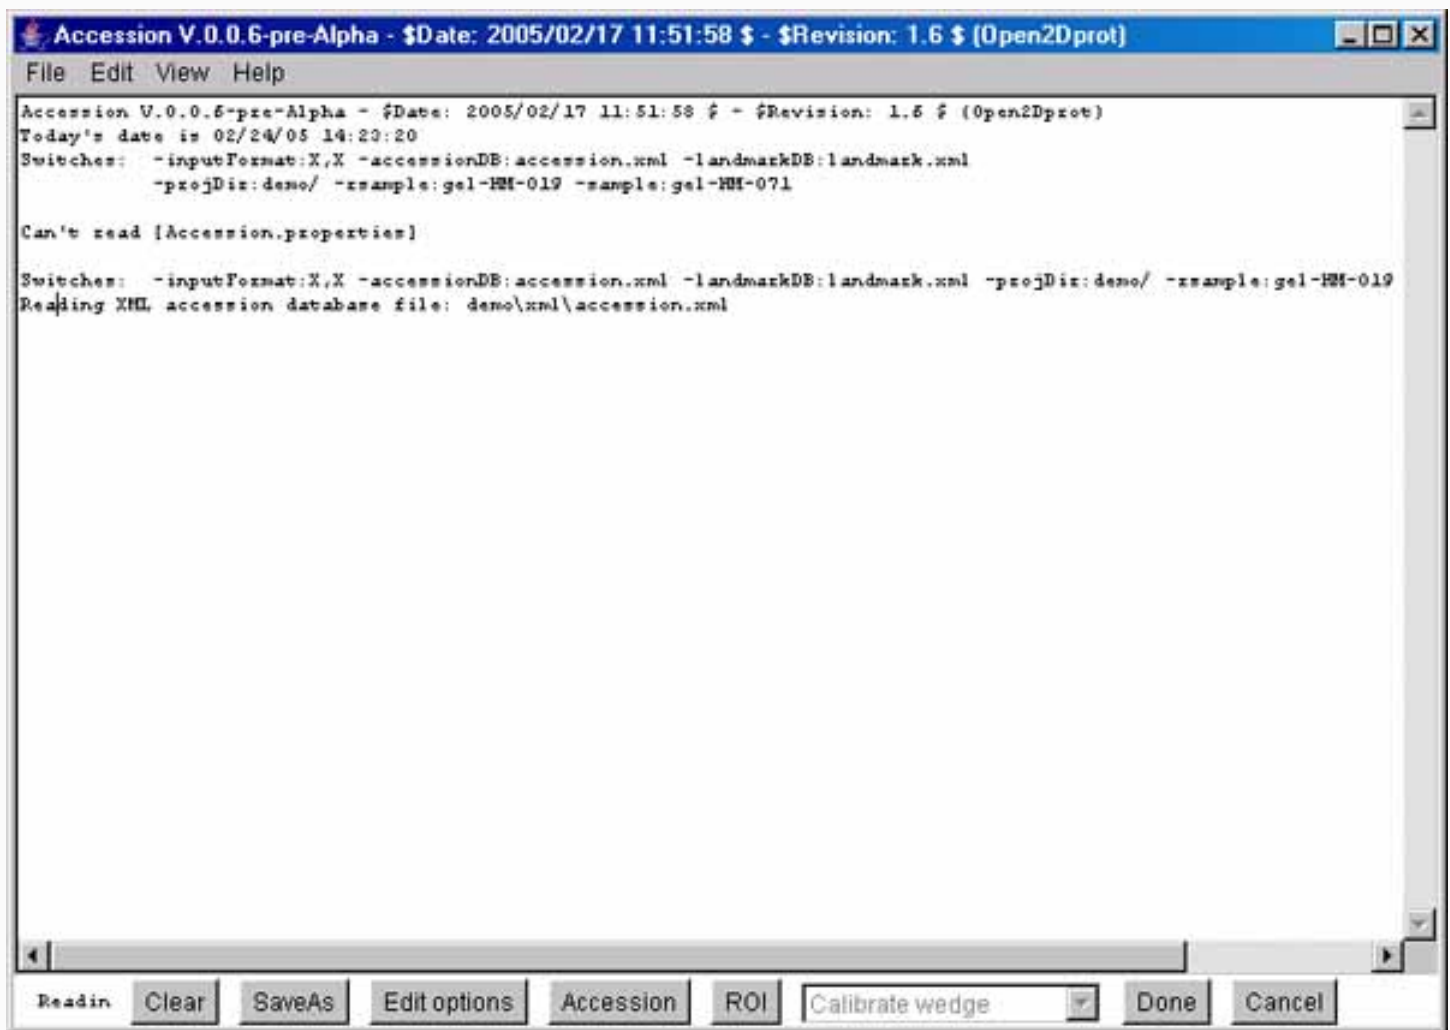 Accession V.0.0.6-pre-Alpha - $Date: 2005/02/17 11:51:58 $ - $Revision: 1.6 $ (Open2Dprot)
File Edit View Help
Accession V.0.0.6-pre-Alpha - $Date: 2005/02/17 11:51:58 $ - $Revision: 1.6 $ (Open2Dprot)
Today's date is 02/24/05 14:23:20
Switches: -inputFormat:X,X -accessionDB:accession.xml -landmarkDB:landmark.xml
-projDir:demo/ -rsample:gel-HM-019 -sample:gel-HM-071
Can't read [Accession.properties]
Switches: -inputFormat:X,X -accessionDB:accession.xml -landmarkDB:landmark.xml -projDir:demo/ -rsample:gel-HM-019
Reading XML accession database file: demo\xml\accession.xml
Readin Clear SaveAs Edit options Accession ROI Calibrate wedge Done Cancel